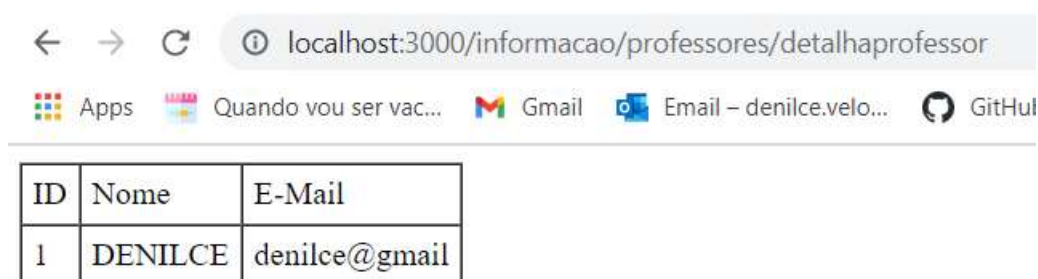 localhost:3000/informacao/professores/detalhaprofessor
Apps Quando vou ser vac... Gmail Email – denilce.velo... GitHub
ID Nome E-Mail
1 DENILCE denilce@gmail